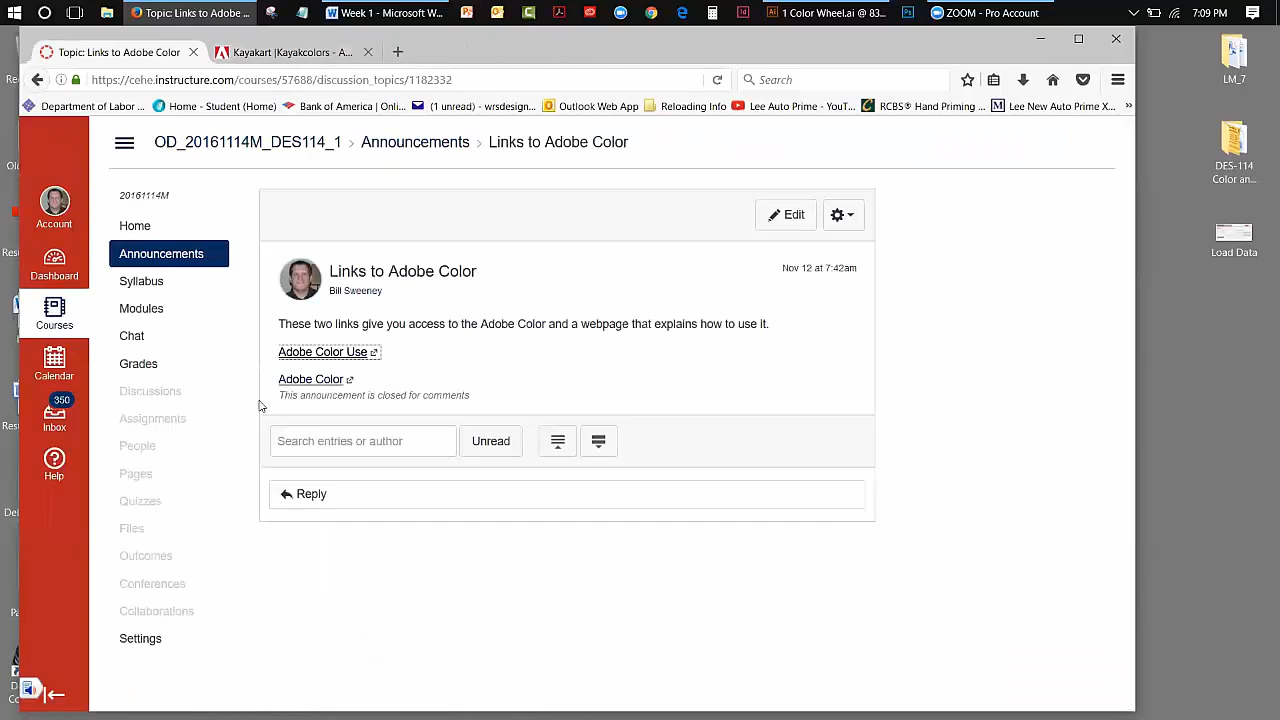 Topic: Links to Adobe ...
Week 1 - Microsoft W...
1 Color Wheel.ai @ 83...
ZOOM - Pro Account
7:09 PM
Topic: Links to Adobe Color
Kayakart |Kayakcolors - A...
https://cehe.instructure.com/courses/57688/discussion_topics/1182332
Search
Department of Labor ...
Home - Student (Home)
Bank of America | Onli...
(1 unread) - wrsdesign...
Outlook Web App
Reloading Info
Lee Auto Prime - YouT...
RCBS® Hand Priming ...
Lee New Auto Prime X...
OD_20161114M_DES114_1 > Announcements > Links to Adobe Color
20161114M
Account
Dashboard
Courses
Calendar
350
Inbox
Help
Home
Announcements
Syllabus
Modules
Chat
Grades
Discussions
Assignments
People
Pages
Quizzes
Files
Outcomes
Conferences
Collaborations
Settings
Edit
Links to Adobe Color
Bill Sweeney
Nov 12 at 7:42am
These two links give you access to the Adobe Color and a webpage that explains how to use it.
Adobe Color Use
Adobe Color
This announcement is closed for comments
Search entries or author
Unread
Reply
LM_7
DES-114
Color an...
Load Data